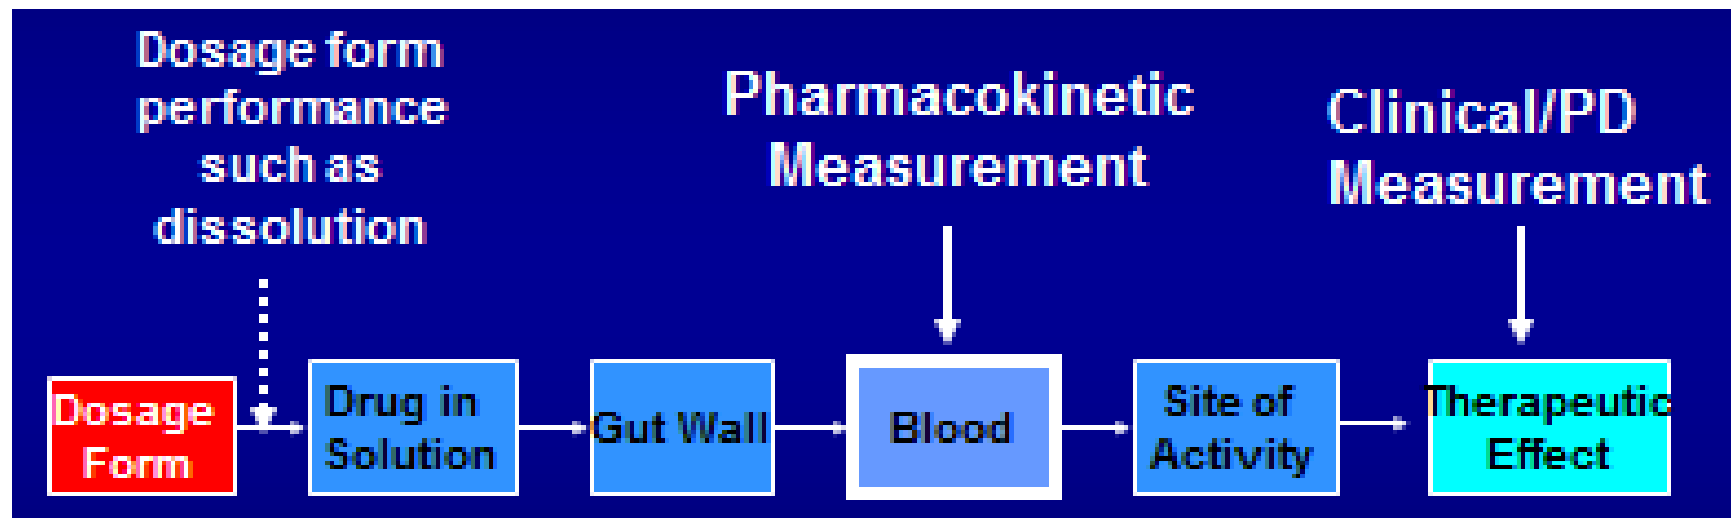 Dosage form
performance
such as
dissolution
Pharmacokinetic
Measurement
Clinical/PD
Measurement
Dosage
Form
Drug in
Solution
Gut Wall
Blood
Site of
Activity
Therapeutic
Effect